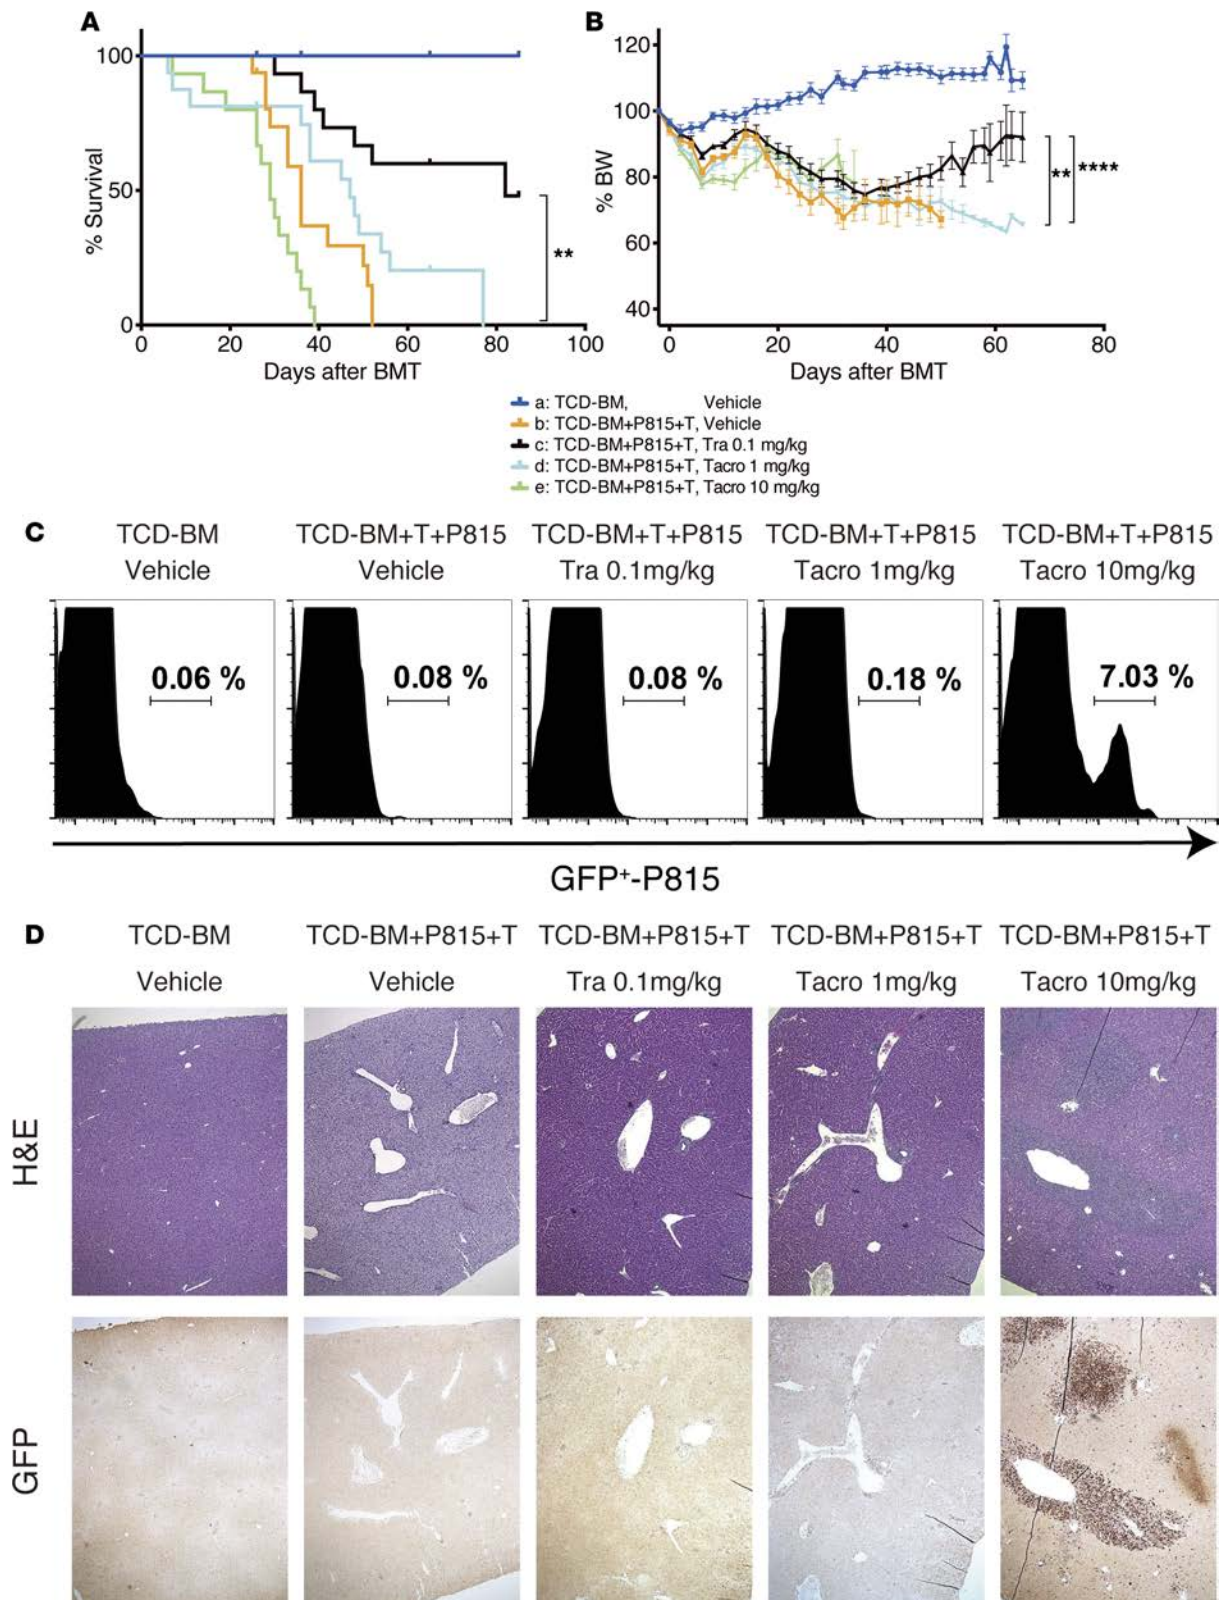 A
B
% Survival
100
50
0
0 20 40 60 80 100
Days after BMT
**
% BW
120
100
80
60
40
0 20 40 60 80
Days after BMT
** ****
a: TCD-BM, Vehicle
b: TCD-BM+P815+T, Vehicle
c: TCD-BM+P815+T, Tra 0.1 mg/kg
d: TCD-BM+P815+T, Tacro 1 mg/kg
e: TCD-BM+P815+T, Tacro 10 mg/kg
C
TCD-BM TCD-BM+T+P815 TCD-BM+T+P815 TCD-BM+T+P815 TCD-BM+T+P815
Vehicle Vehicle Tra 0.1mg/kg Tacro 1mg/kg Tacro 10mg/kg
0.06 % 0.08 % 0.08 % 0.18 % 7.03 %
GFP⁺-P815
D
TCD-BM TCD-BM+P815+T TCD-BM+P815+T TCD-BM+P815+T TCD-BM+P815+T
Vehicle Vehicle Tra 0.1mg/kg Tacro 1mg/kg Tacro 10mg/kg
H&E
GFP